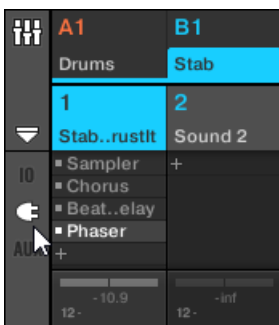 A1 B1
Drums Stab
1 2
Stab..rustIt Sound 2
IO Sampler +
Chorus
Beat..elay
Phaser
AUX +
-10.9 -inf
12- 12-